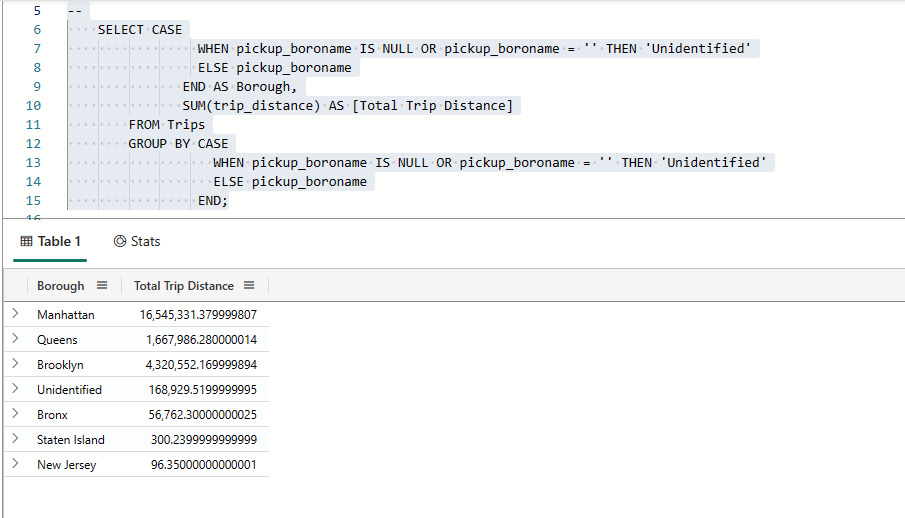 5 --
6 SELECT CASE
7 WHEN pickup_boroname IS NULL OR pickup_boroname = '' THEN 'Unidentified'
8 ELSE pickup_boroname
9 END AS Borough,
10 SUM(trip_distance) AS [Total Trip Distance]
11 FROM Trips
12 GROUP BY CASE
13 WHEN pickup_boroname IS NULL OR pickup_boroname = '' THEN 'Unidentified'
14 ELSE pickup_boroname
15 END;
16
Table 1 Stats
Borough Total Trip Distance
Manhattan 16,545,331.379999807
Queens 1,667,986.280000014
Brooklyn 4,320,552.169999894
Unidentified 168,929.5199999995
Bronx 56,762.30000000025
Staten Island 300.2399999999999
New Jersey 96.35000000000001